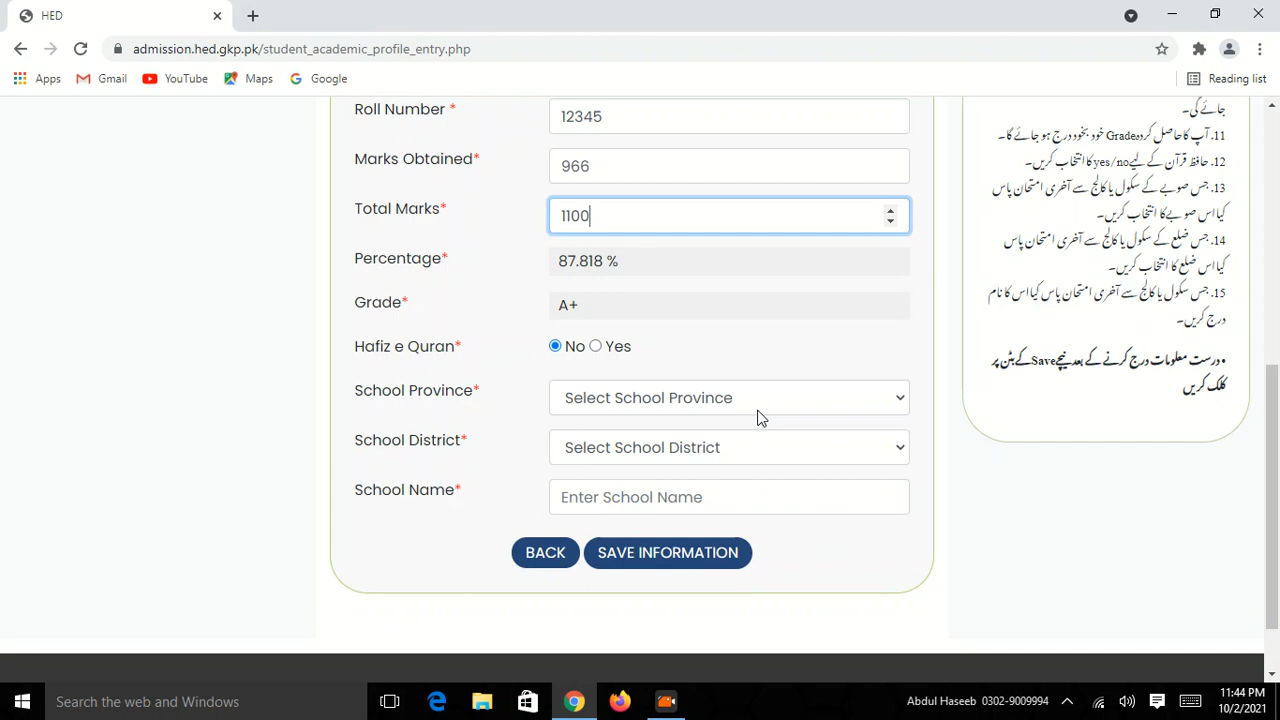 HED
admission.hed.gkp.pk/student_academic_profile_entry.php
Apps Gmail YouTube Maps Google Reading list
Roll Number * 12345
Marks Obtained* 966
Total Marks* 1100
Percentage* 87.818 %
Grade* A+
Hafiz e Quran* No Yes
School Province* Select School Province
School District* Select School District
School Name* Enter School Name
BACK SAVE INFORMATION
جائے گی۔
11. آپ کا حاصل کردہ Grade خود بخود درج ہو جائے گا۔
12. حافظ قرآن کے لیے yes/no کا انتخاب کریں۔
13. جس صوبے کے سکول یا کالج سے آخری امتحان پاس
کیا اس صوبے کا انتخاب کریں۔
14. جس ضلع کے سکول یا کالج سے آخری امتحان پاس
کیا اس ضلع کا انتخاب کریں۔
15. جس سکول یا کالج سے آخری امتحان پاس کیا اس کا نام
درج کریں۔
• درست معلومات درج کرنے کے بعد نیچے Save کے بٹن پر
کلک کریں
Search the web and Windows
Abdul Haseeb 0302-9009994
11:44 PM
10/2/2021